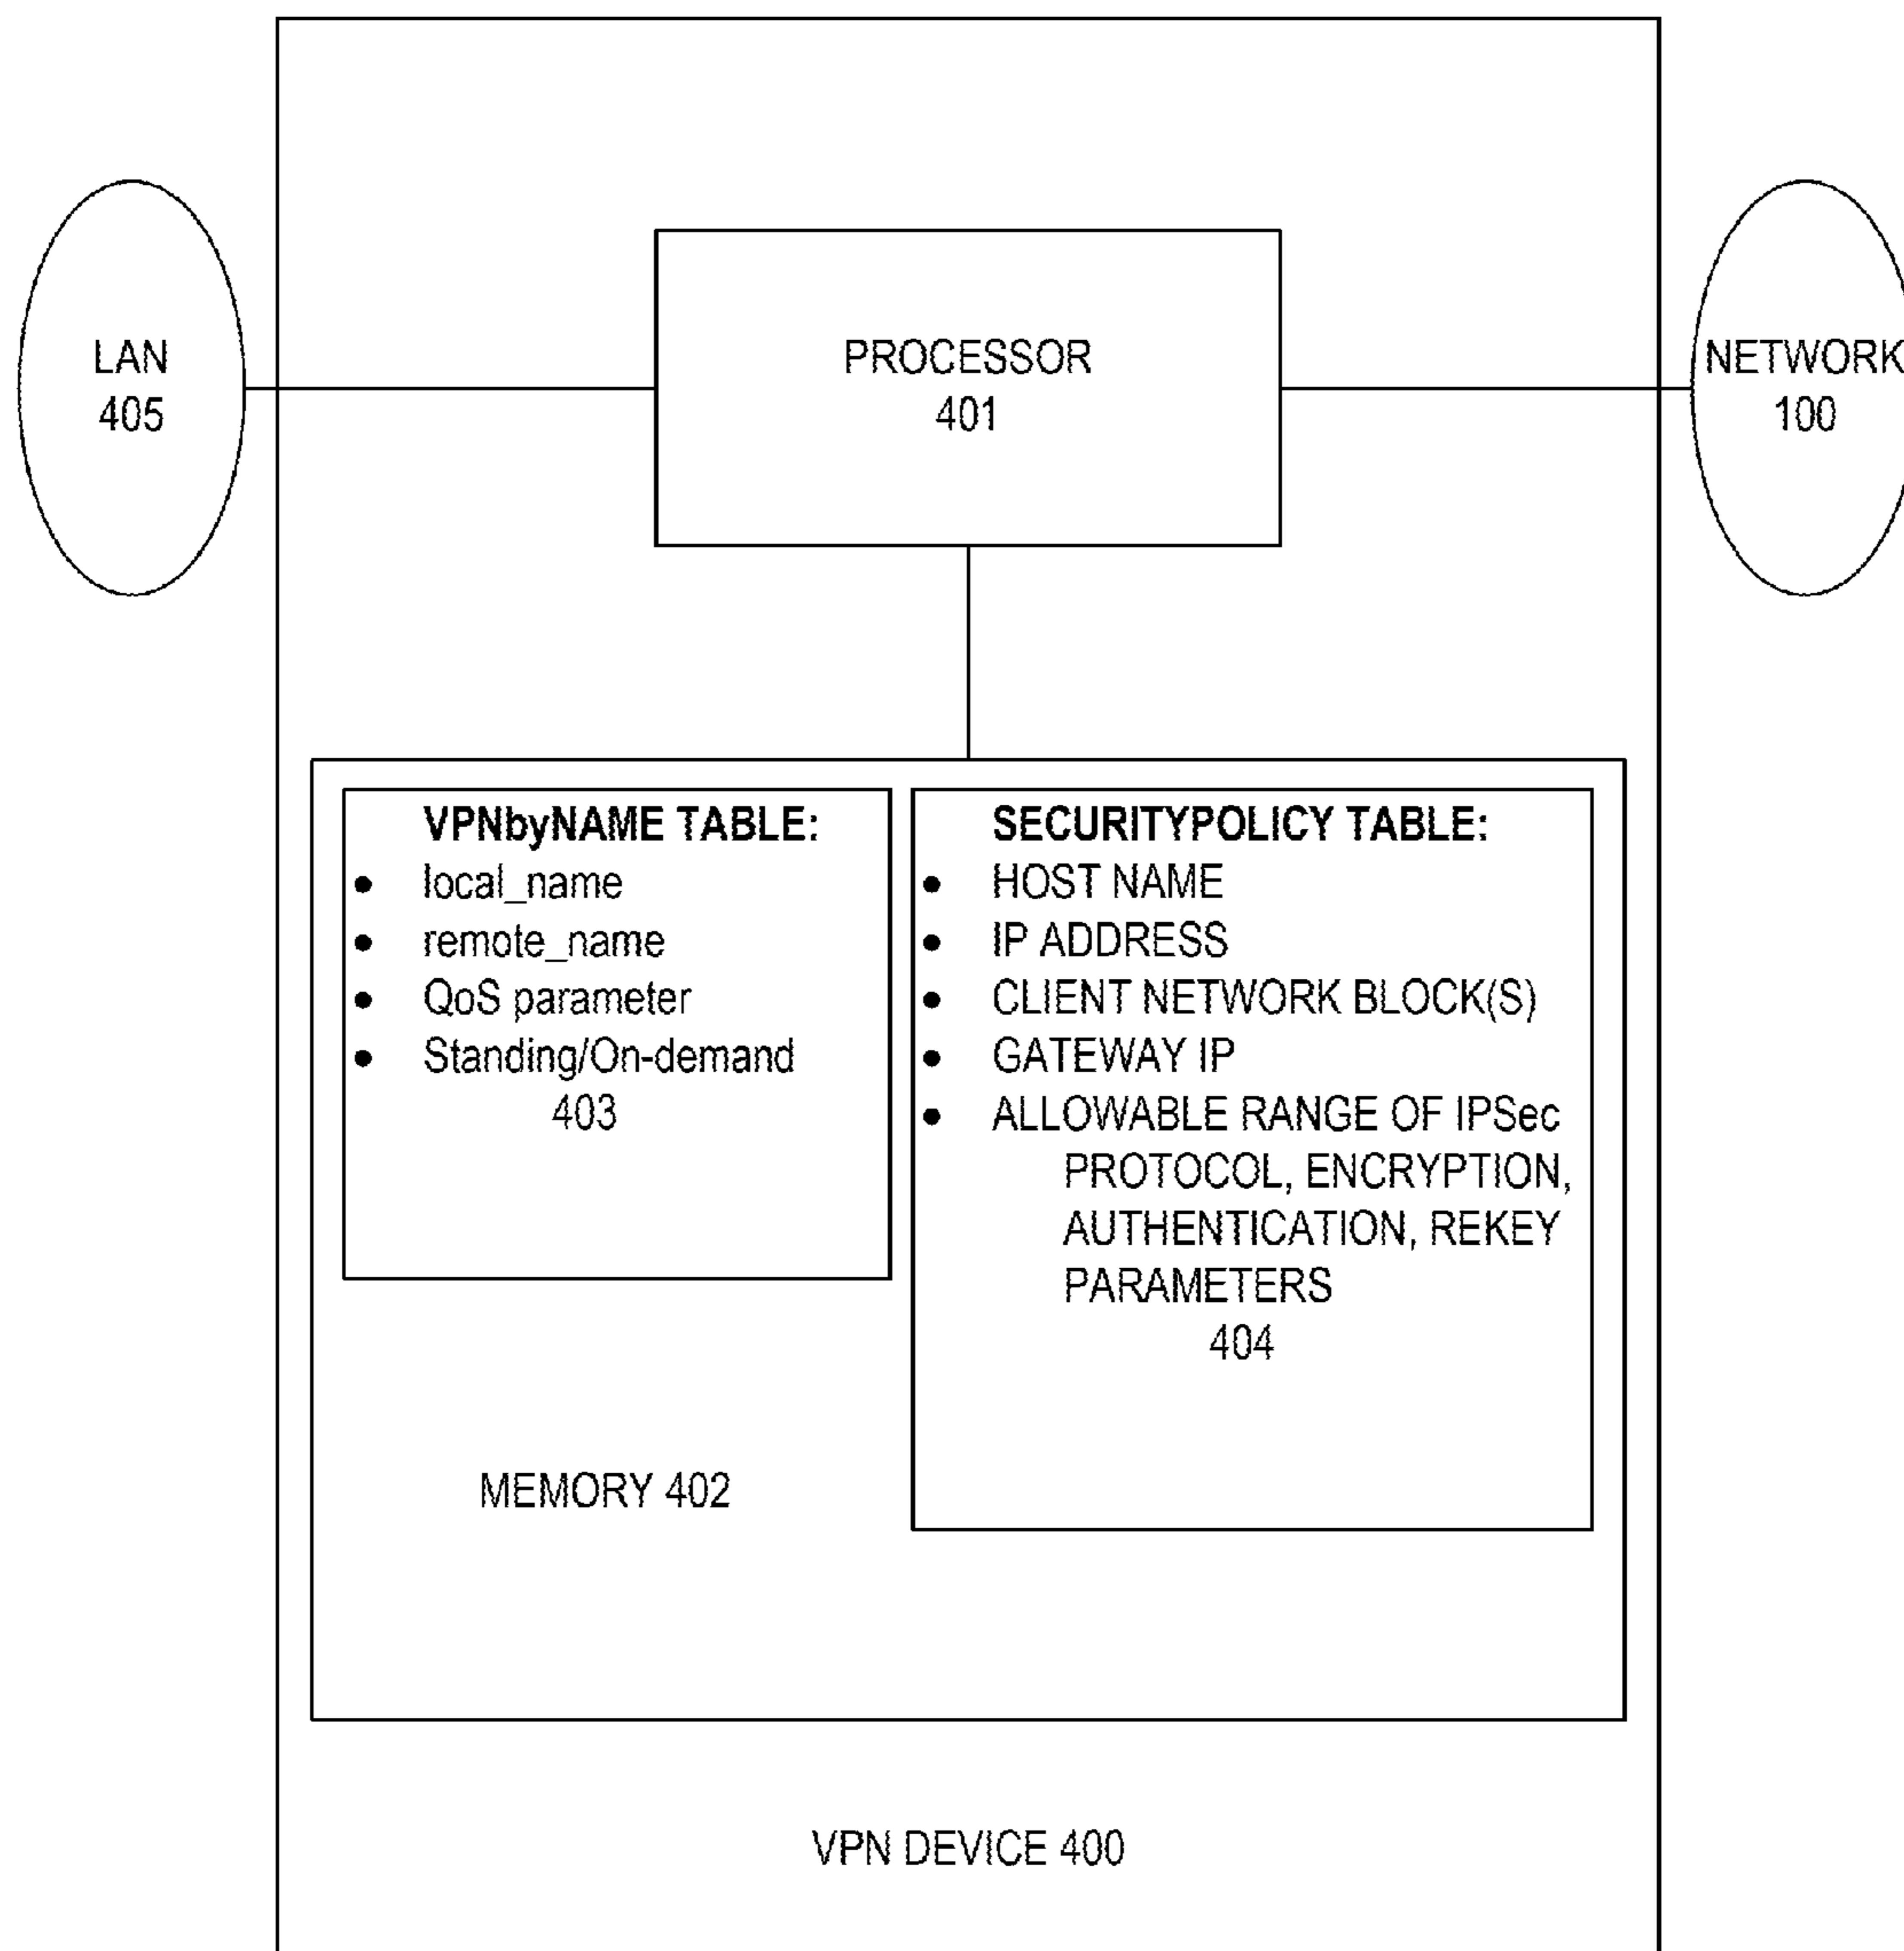 LAN
405
PROCESSOR
401
NETWORK
100
VPNbyNAME TABLE:
• local_name
• remote_name
• QoS parameter
• Standing/On-demand
403
SECURITYPOLICY TABLE:
• HOST NAME
• IP ADDRESS
• CLIENT NETWORK BLOCK(S)
• GATEWAY IP
• ALLOWABLE RANGE OF IPSec
PROTOCOL, ENCRYPTION,
AUTHENTICATION, REKEY
PARAMETERS
404
MEMORY 402
VPN DEVICE 400